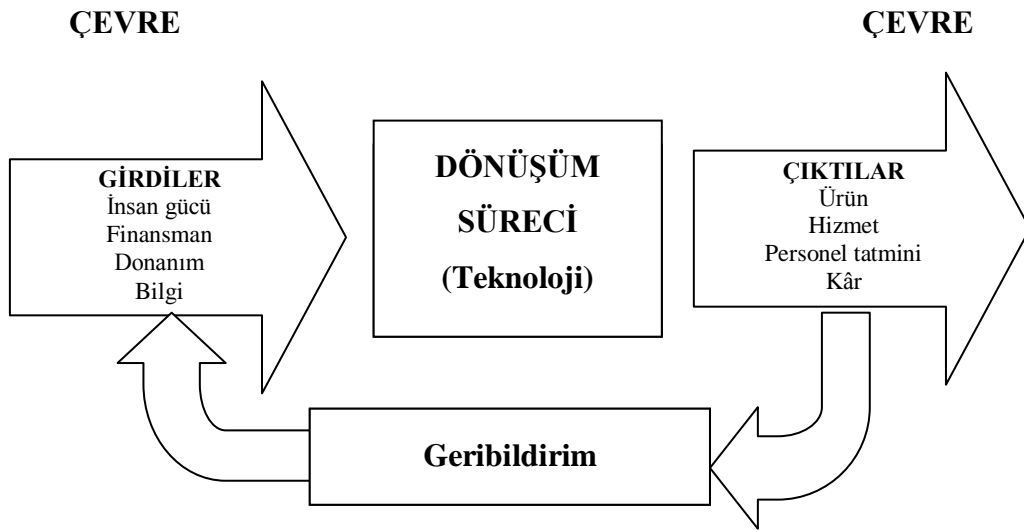 ÇEVRE
ÇEVRE
GİRDİLER
İnsan gücü
Finansman
Donanım
Bilgi
DÖNÜŞÜM
SÜRECİ
(Teknoloji)
ÇIKTILAR
Ürün
Hizmet
Personel tatmini
Kâr
Geribildirim